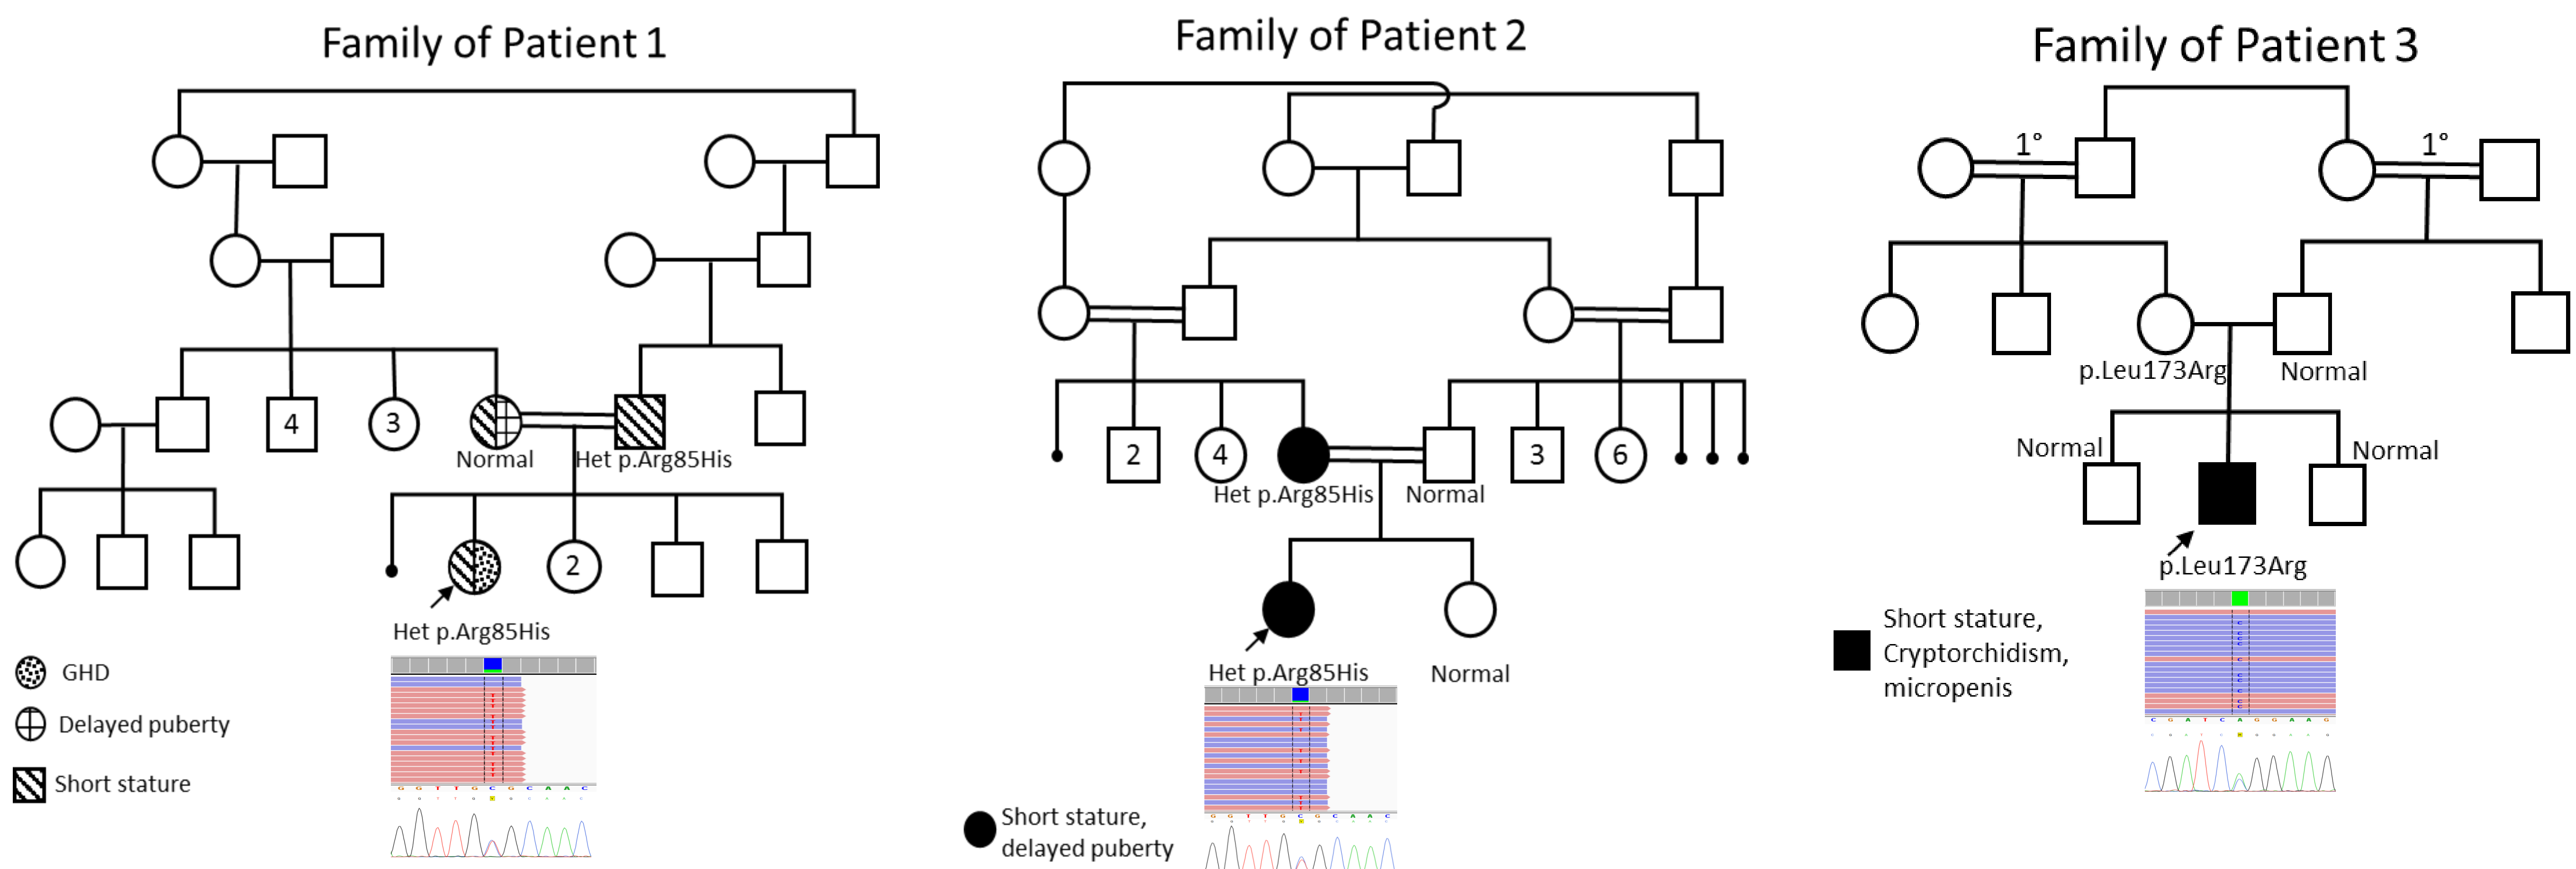 Family of Patient 1
4
3
Normal
Het p.Arg85His
2
Het p.Arg85His
GHD
Delayed puberty
Short stature
T
T
T
T
T
T
T
T
T
T
T
G G T T G C G C A A C
Family of Patient 2
2
4
3
6
Het p.Arg85His
Normal
Het p.Arg85His
Normal
Short stature,
delayed puberty
T
T
T
T
T
T
T
G G T T G C G C A A C
Family of Patient 3
1°
1°
p.Leu173Arg
Normal
Normal
Normal
p.Leu173Arg
Short stature,
Cryptorchidism,
micropenis
C
C
C
C
C
C
C
C
C
C
C G A T C A G G A A G